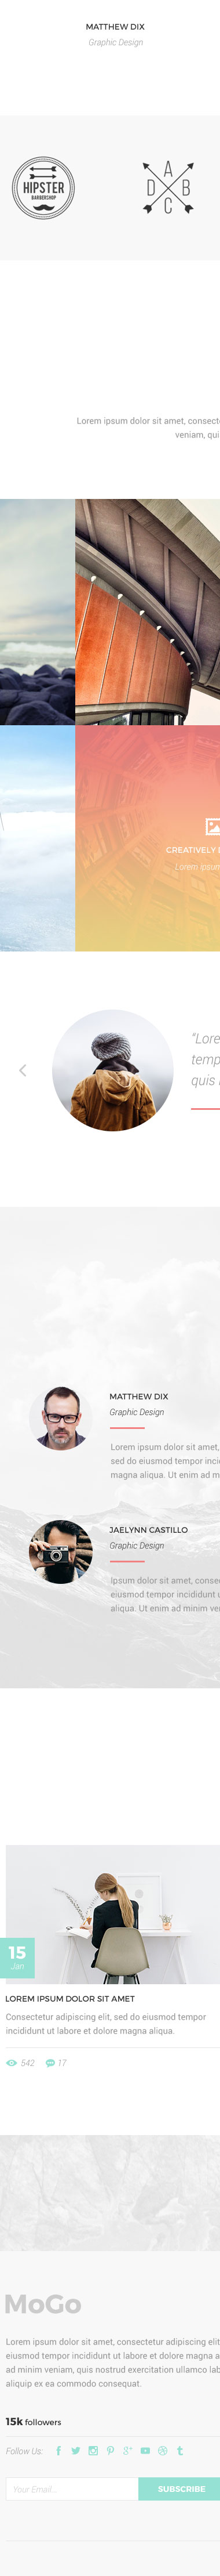 MATTHEW DIX
Graphic Design
HIPSTER
BARBERSHOP
A
D B
C
Lorem ipsum dolor sit amet,
veniam, qui
CREATIVELY
Lorem ipsum
“Lore
temp
quis
MATTHEW DIX
Graphic Design
Lorem ipsum dolor sit amet,
sed do eiusmod tempor inci
magna aliqua. Ut enim ad m
JAELYNN CASTILLO
Graphic Design
Ipsum dolor sit amet, conse
eiusmod tempor incididunt u
aliqua. Ut enim ad minim ve
15
Jan
LOREM IPSUM DOLOR SIT AMET
Consectetur adipiscing elit, sed do eiusmod tempor
incididunt ut labore et dolore magna aliqua.
542 17
MoGo
Lorem ipsum dolor sit amet, consectetur adipiscing elit
eiusmod tempor incididunt ut labore et dolore magna a
ad minim veniam, quis nostrud exercitation ullamco lab
aliquip ex ea commodo consequat.
15k followers
Follow Us:
Your Email...
SUBSCRIBE